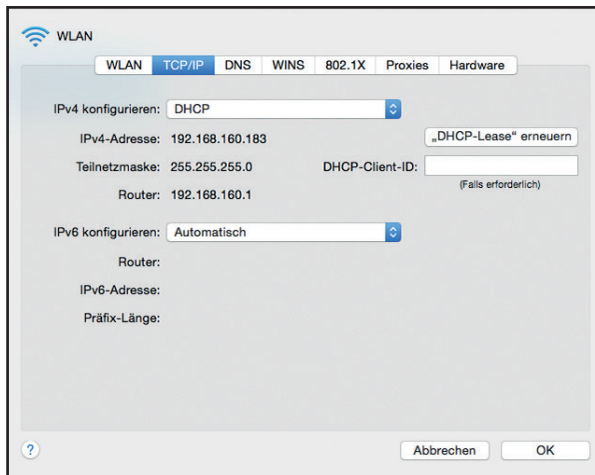 WLAN
WLAN TCP/IP DNS WINS 802.1X Proxies Hardware
IPv4 konfigurieren: DHCP
IPv4-Adresse: 192.168.160.183 „DHCP-Lease“ erneuern
Teilnetzmaske: 255.255.255.0 DHCP-Client-ID:
(Falls erforderlich)
Router: 192.168.160.1
IPv6 konfigurieren: Automatisch
Router:
IPv6-Adresse:
Präfix-Länge:
? Abbrechen OK